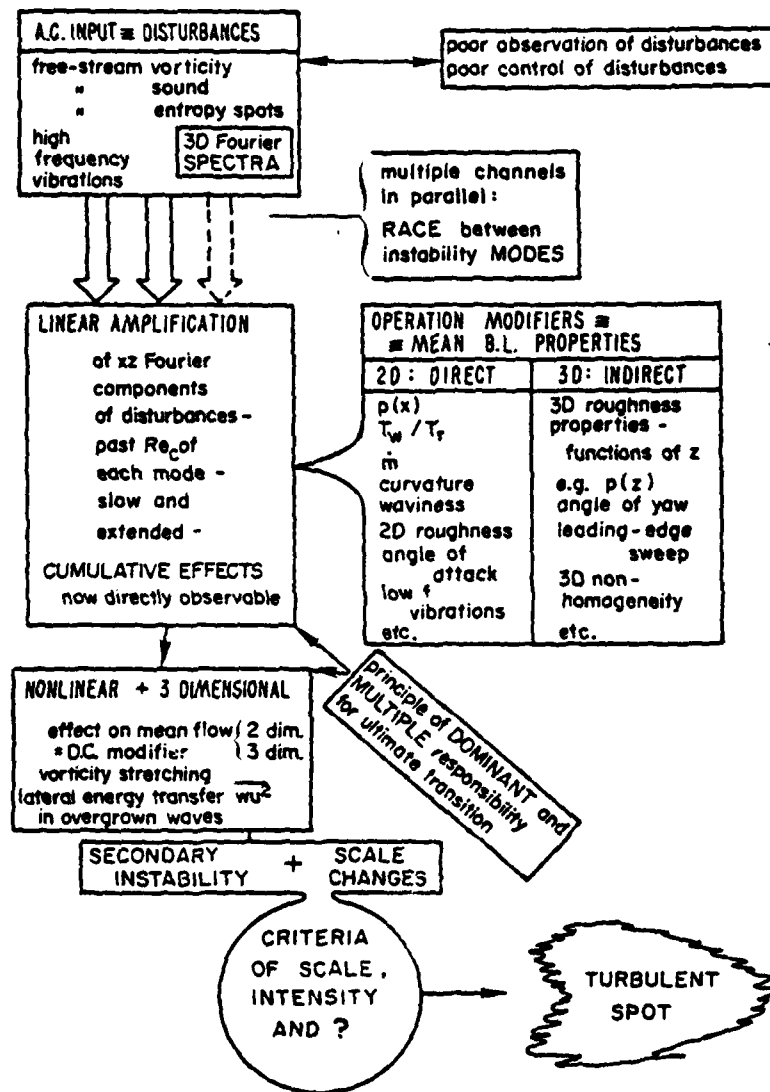 A.C. INPUT ≡ DISTURBANCES
free-stream vorticity
" sound
" entropy spots
high
frequency
vibrations
3D Fourier
SPECTRA
poor observation of disturbances
poor control of disturbances
multiple channels
in parallel:
RACE between
instability MODES
LINEAR AMPLIFICATION
of xz Fourier
components
of disturbances -
past Re_c of
each mode -
slow and
extended -
CUMULATIVE EFFECTS
now directly observable
OPERATION MODIFIERS ≡
≡ MEAN B.L. PROPERTIES
2D: DIRECT
p(x)
T_w / T_r
ṁ
curvature
waviness
2D roughness
angle of
attack
low f
vibrations
etc.
3D: INDIRECT
3D roughness
properties -
functions of z
e.g. p(z)
angle of yaw
leading-edge
sweep
3D non-
homogeneity
etc.
NONLINEAR + 3 DIMENSIONAL
effect on mean flow { 2 dim.
≡ D.C. modifier { 3 dim.
vorticity stretching
lateral energy transfer wu²
in overgrown waves
principle of DOMINANT and
MULTIPLE responsibility
for ultimate transition
SECONDARY + SCALE
INSTABILITY CHANGES
CRITERIA
OF SCALE,
INTENSITY
AND ?
TURBULENT
SPOT